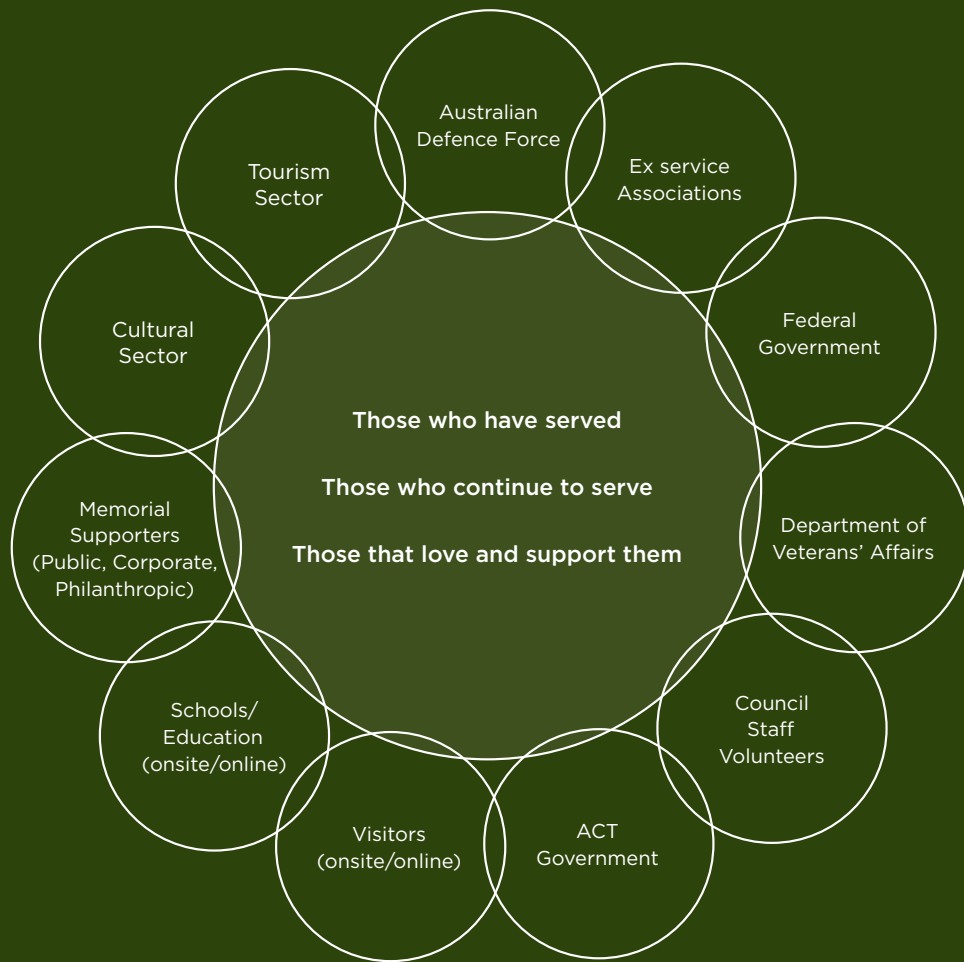 Australian
Defence Force
Ex service
Associations
Federal
Government
Department of
Veterans’ Affairs
Council
Staff
Volunteers
ACT
Government
Visitors
(onsite/online)
Schools/
Education
(onsite/online)
Memorial
Supporters
(Public, Corporate,
Philanthropic)
Cultural
Sector
Tourism
Sector
Those who have served
Those who continue to serve
Those that love and support them